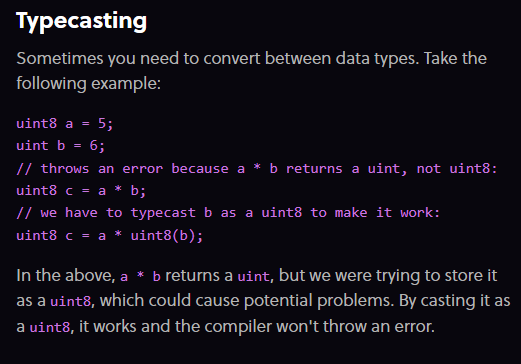 Typecasting
Sometimes you need to convert between data types. Take the
following example:
uint8 a = 5;
uint b = 6;
// throws an error because a * b returns a uint, not uint8:
uint8 c = a * b;
// we have to typecast b as a uint8 to make it work:
uint8 c = a * uint8(b);
In the above, a * b returns a uint, but we were trying to store it
as a uint8, which could cause potential problems. By casting it as
a uint8, it works and the compiler won't throw an error.